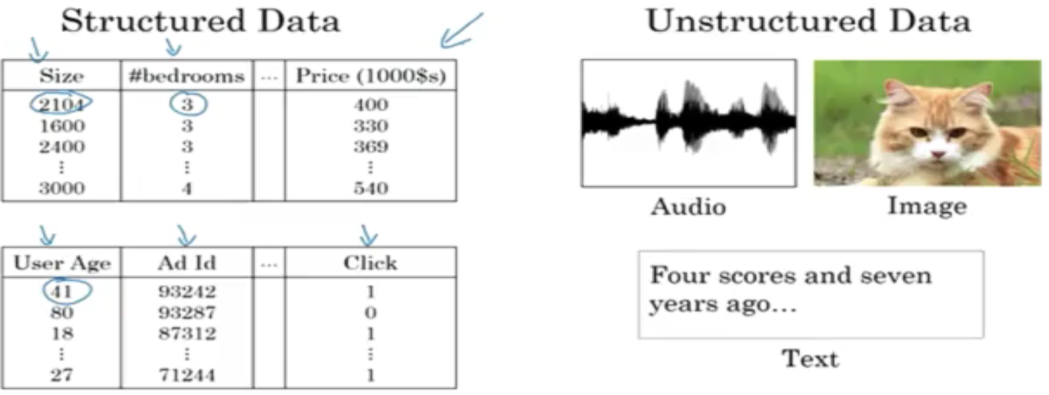 Structured Data
Size #bedrooms ... Price (1000$s)
2104 3 400
1600 3 330
2400 3 369
⋮ ⋮ ⋮
3000 4 540
User Age Ad Id ... Click
41 93242 1
80 93287 0
18 87312 1
⋮ ⋮ ⋮
27 71244 1
Unstructured Data
Audio
Image
Four scores and seven
years ago...
Text